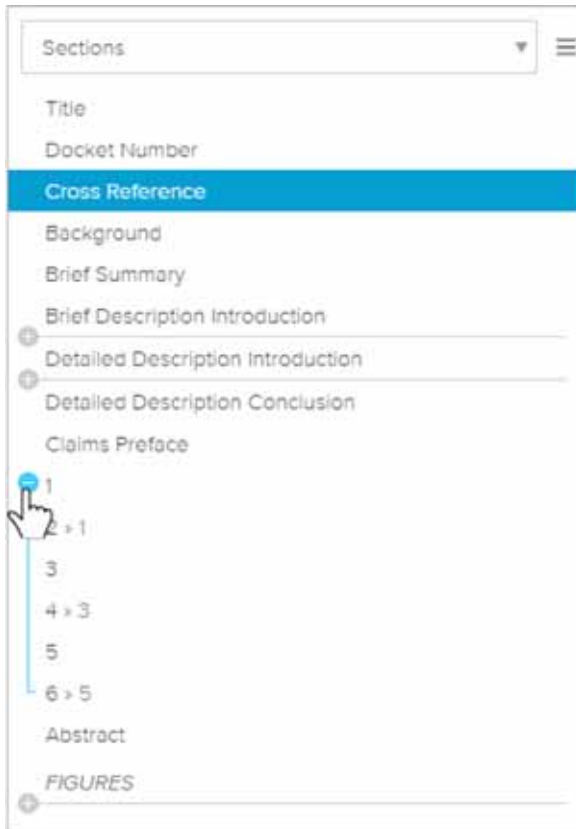 Sections
Title
Docket Number
Cross Reference
Background
Brief Summary
Brief Description Introduction
Detailed Description Introduction
Detailed Description Conclusion
Claims Preface
1
2 » 1
3
4 » 3
5
6 » 5
Abstract
FIGURES